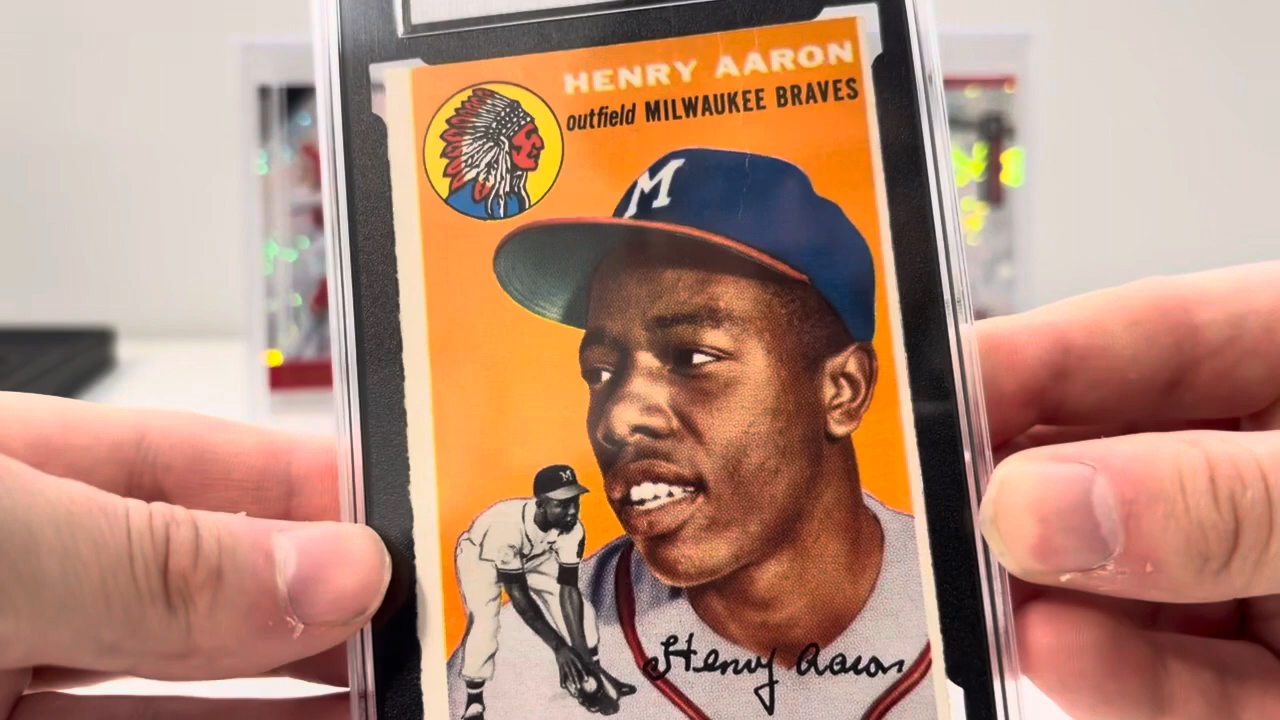 HENRY AARON
outfield MILWAUKEE BRAVES
M
M
Henry Aaron